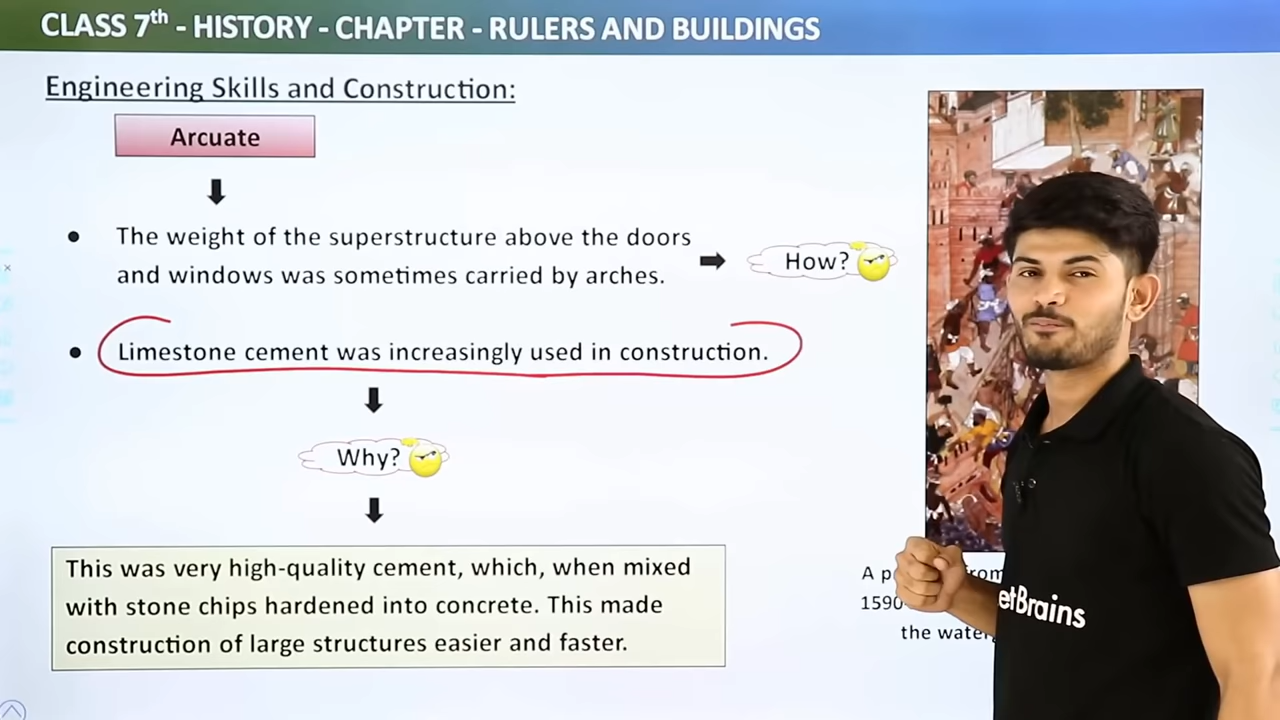 CLASS 7th - HISTORY - CHAPTER - RULERS AND BUILDINGS
Engineering Skills and Construction:
Arcuate
● The weight of the superstructure above the doors
and windows was sometimes carried by arches.
How?
● Limestone cement was increasingly used in construction.
Why?
This was very high-quality cement, which, when mixed
with stone chips hardened into concrete. This made
construction of large structures easier and faster.
A
1590
the
etBrains